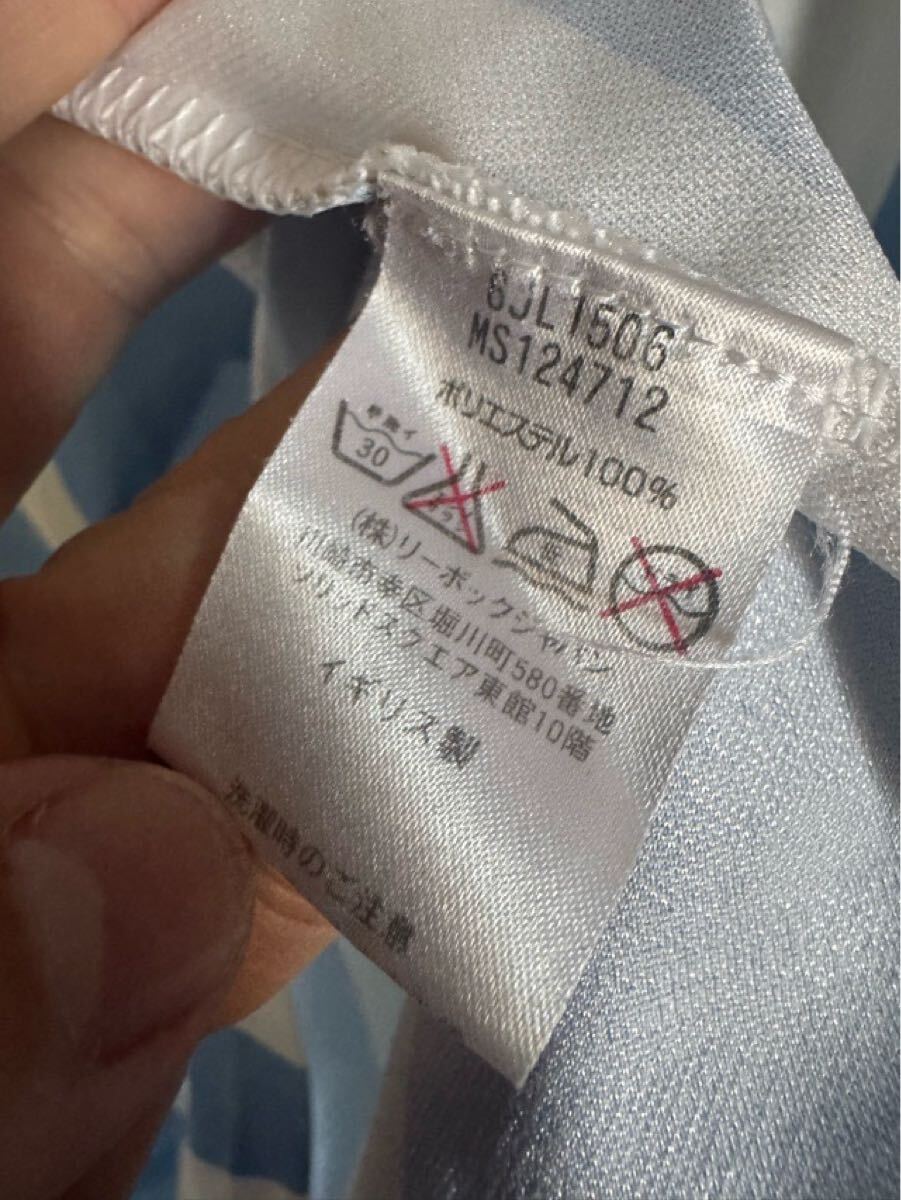 6JL1506
MS124712
ポリエステル100%
手洗イ
30
エンソ
(株)リーボックジャパン
川崎市幸区堀川町580番地
ソリッドスクエア東館10階
イギリス製
洗濯時のご注意